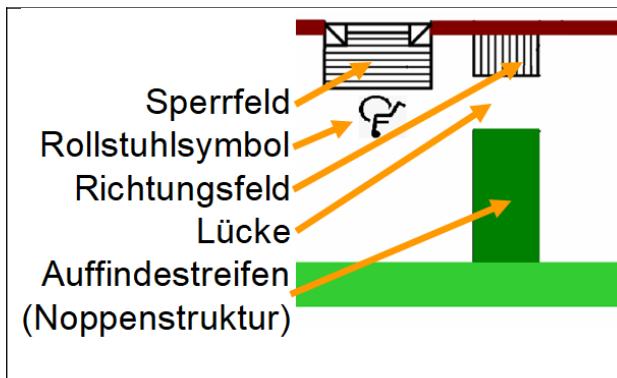 Sperrfeld
Rollstuhlsymbol
Richtungsfeld
Lücke
Auffindestreifen
(Noppenstruktur)